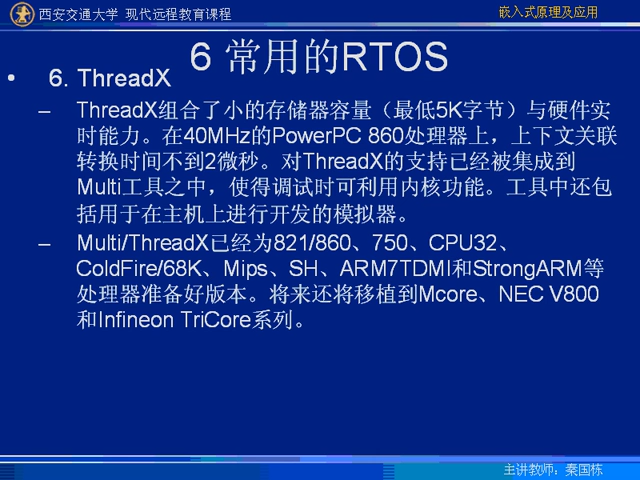 西安交通大学 现代远程教育课程
嵌入式原理及应用
6 常用的RTOS
• 6. ThreadX
– ThreadX组合了小的存储器容量（最低5K字节）与硬件实
时能力。在40MHz的PowerPC 860处理器上，上下文关联
转换时间不到2微秒。对ThreadX的支持已经被集成到
Multi工具之中，使得调试时可利用内核功能。工具中还包
括用于在主机上进行开发的模拟器。
– Multi/ThreadX已经为821/860、750、CPU32、
ColdFire/68K、Mips、SH、ARM7TDMI和StrongARM等
处理器准备好版本。将来还将移植到Mcore、NEC V800
和Infineon TriCore系列。
主讲教师：秦国栋